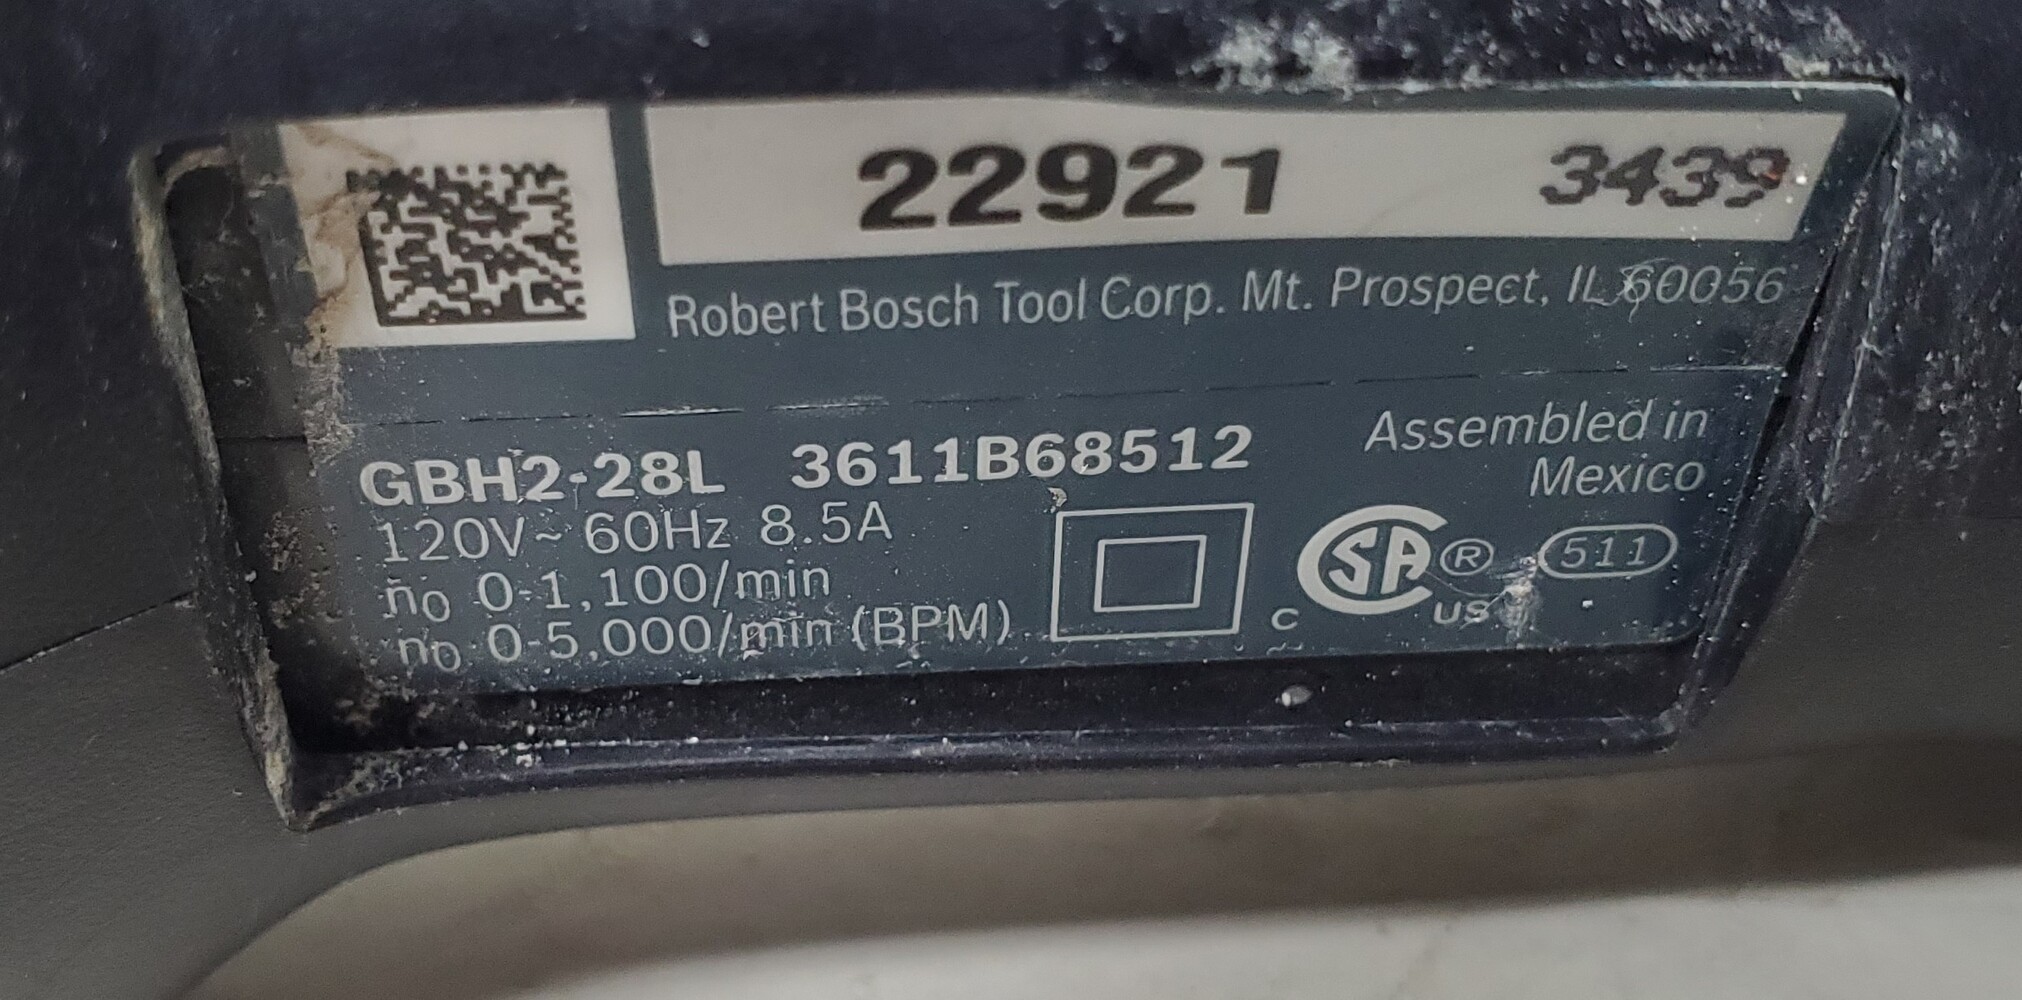 22921 3439
Robert Bosch Tool Corp. Mt. Prospect, IL 60056
GBH2-28L 3611B68512
120V~ 60Hz 8.5A
n₀ 0-1,100/min
n₀ 0-5,000/min (BPM)
Assembled in
Mexico
C SA ® US 511